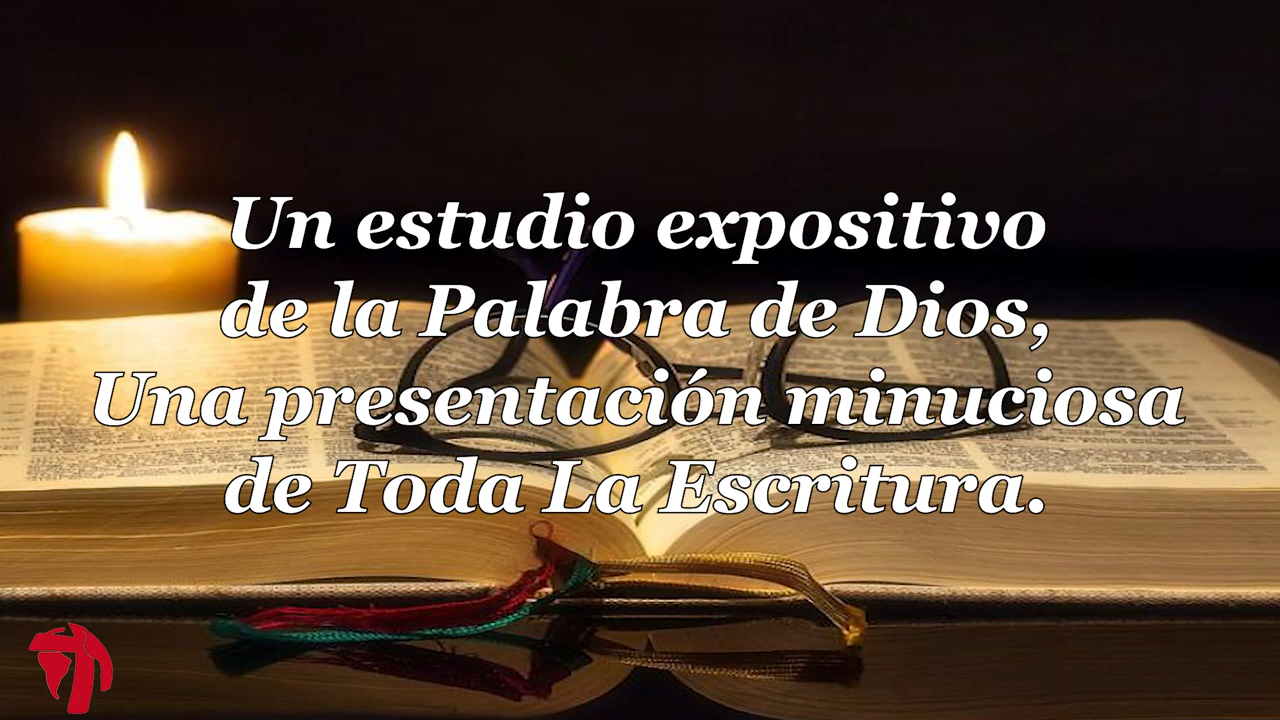 Un estudio expositivo
de la Palabra de Dios,
Una presentación minuciosa
de Toda La Escritura.